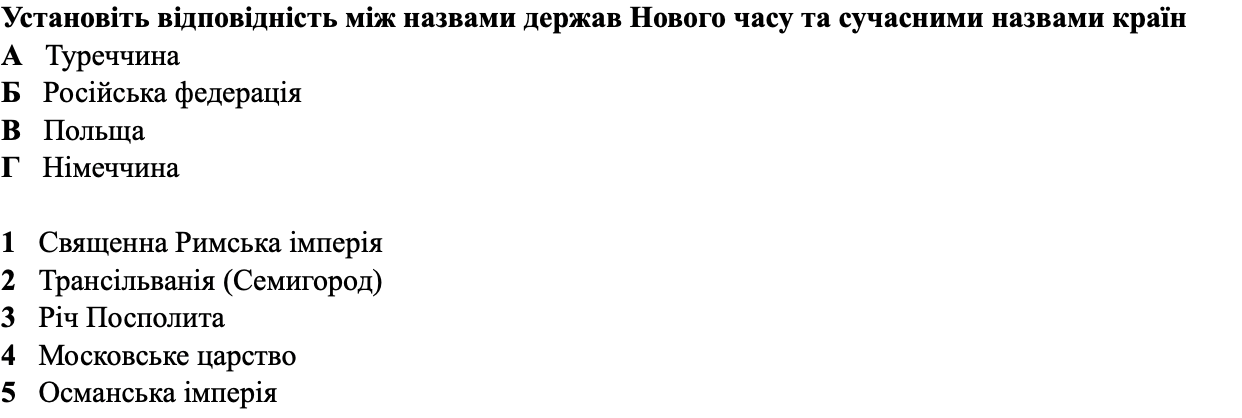 Установіть відповідність між назвами держав Нового часу та сучасними назвами країн
А Туреччина
Б Російська федерація
В Польща
Г Німеччина
1 Священна Римська імперія
2 Трансільванія (Семигород)
3 Річ Посполита
4 Московське царство
5 Османська імперія